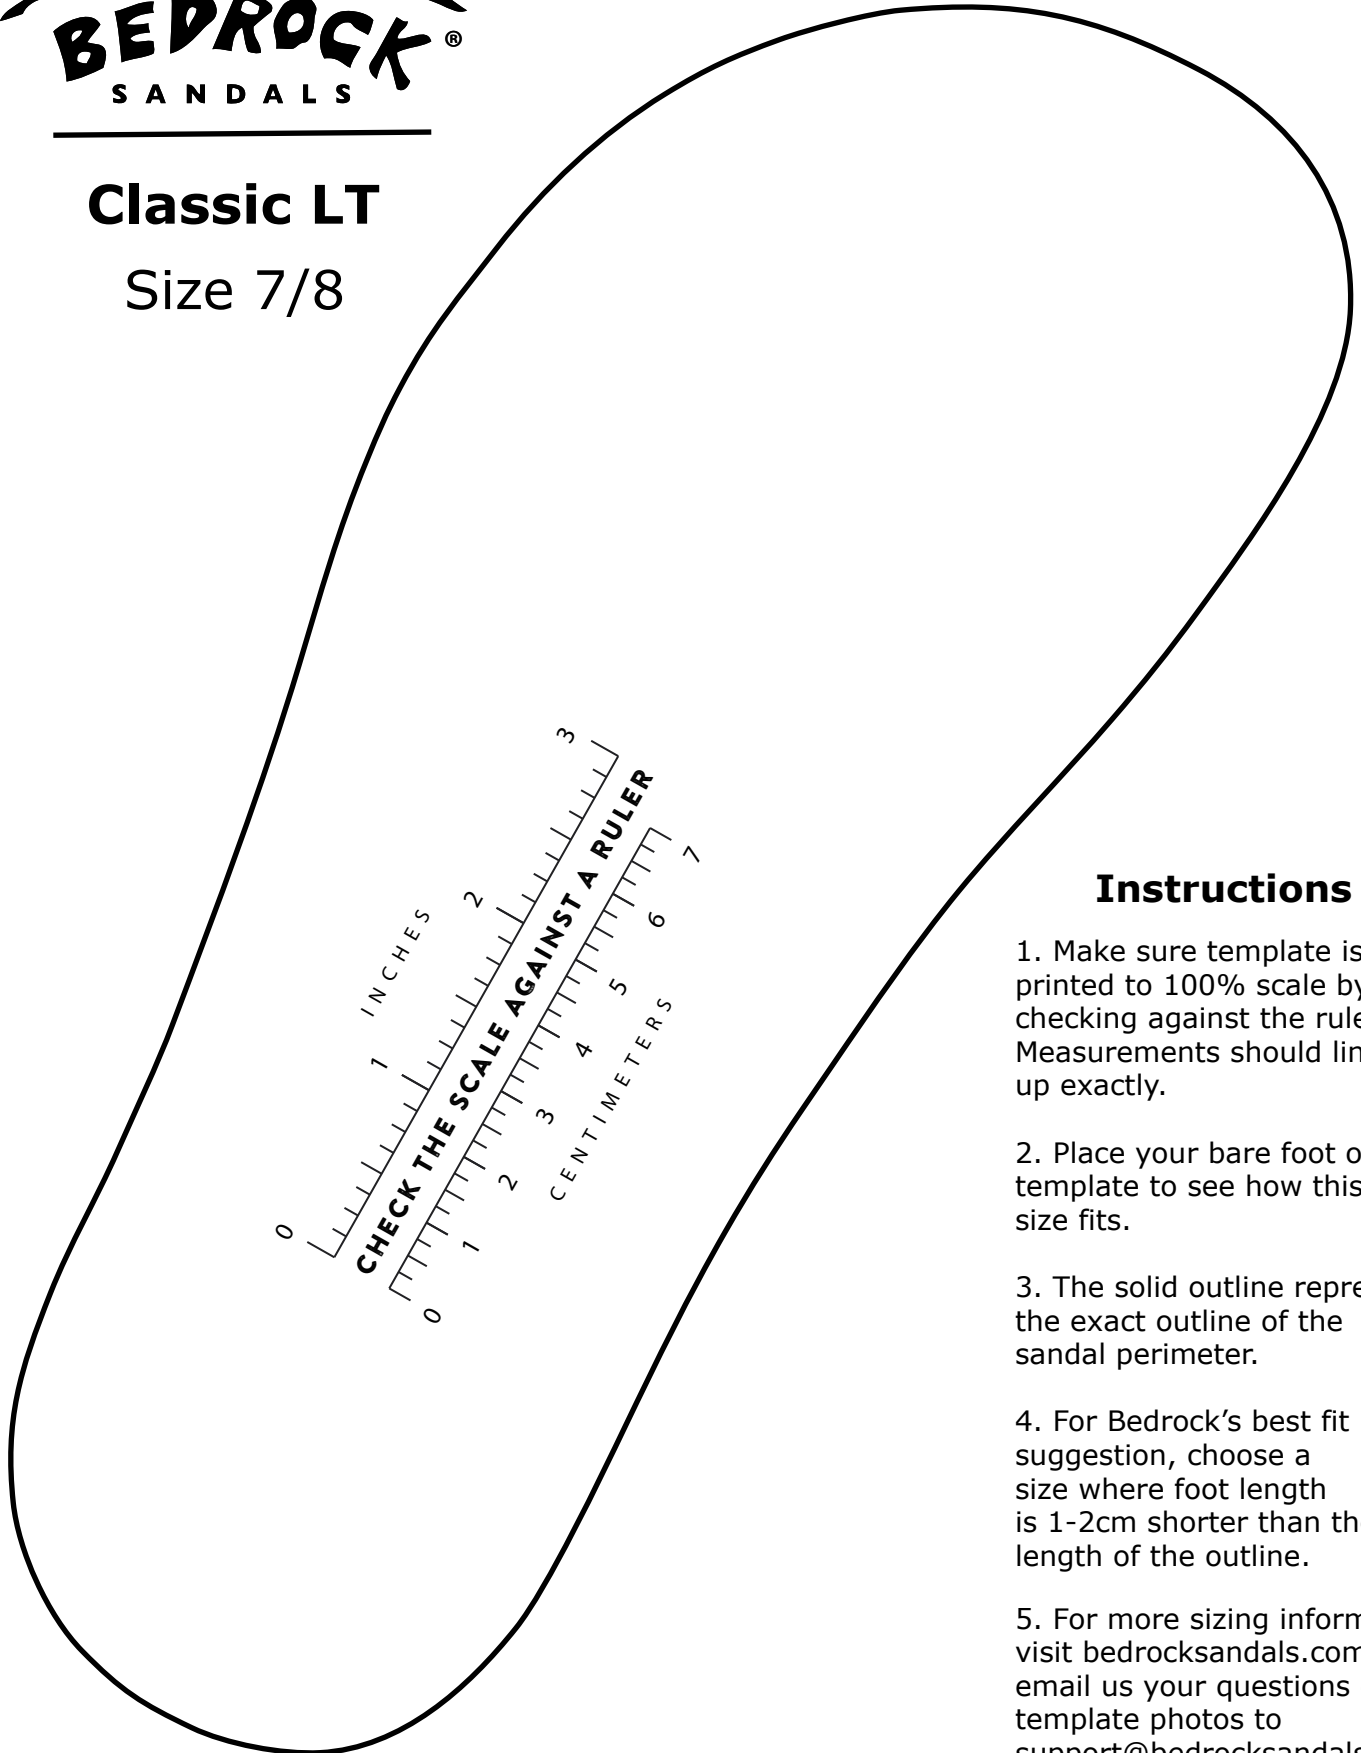 BEDROCK®
SANDALS
Classic LT
Size 7/8
3
2
1
0
INCHES
CHECK THE SCALE AGAINST A RULER
7
6
5
4
3
2
1
0
CENTIMETERS
Instructions
1. Make sure template is
printed to 100% scale by
checking against the rule
Measurements should lin
up exactly.
2. Place your bare foot o
template to see how this
size fits.
3. The solid outline repre
the exact outline of the
sandal perimeter.
4. For Bedrock’s best fit
suggestion, choose a
size where foot length
is 1-2cm shorter than th
length of the outline.
5. For more sizing inform
visit bedrocksandals.com
email us your questions
template photos to
support@bedrocksandals